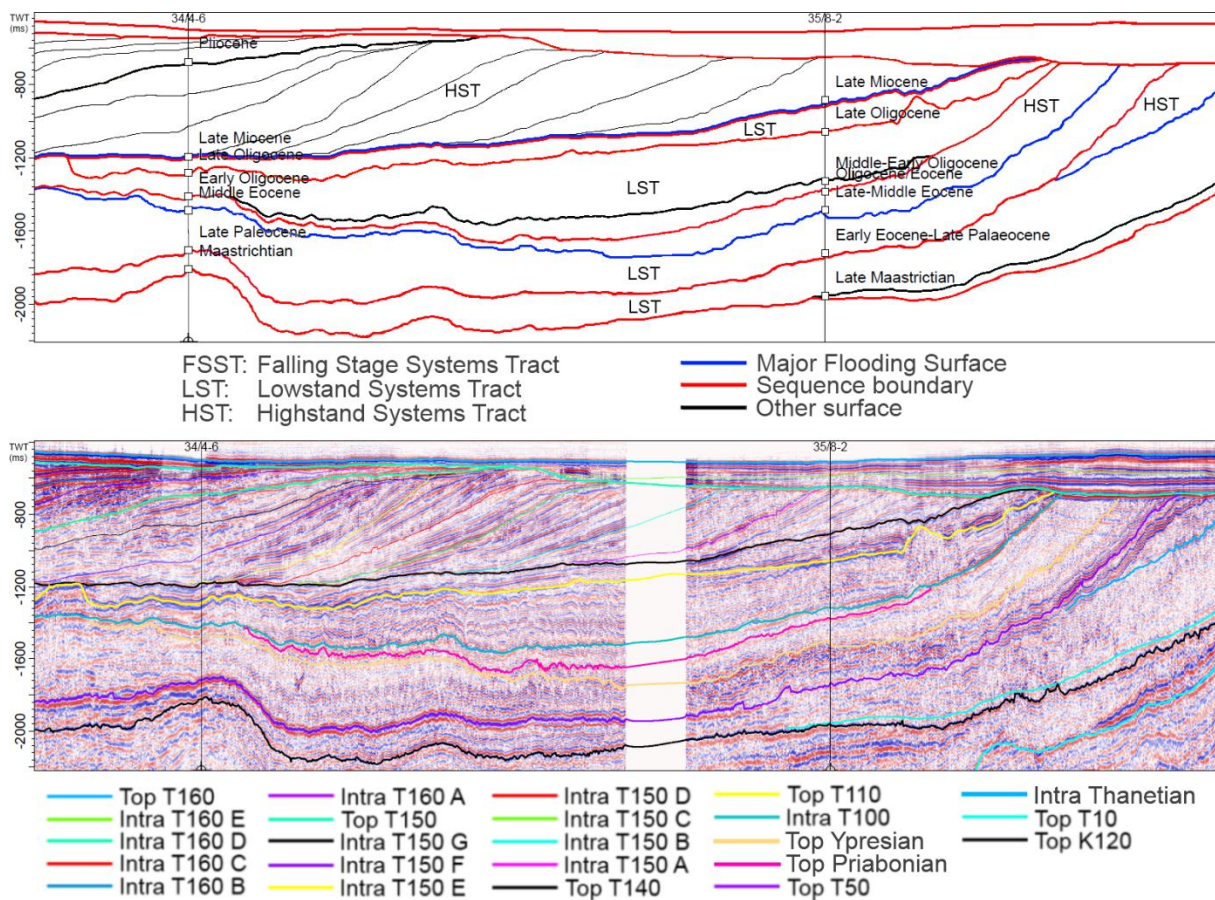 TWT
(ms)
34/4-6
35/8-2
Pliocene
-800
HST
Late Miocene
Late Oligocene
HST
HST
LST
Late Miocene
-1200
Late Oligocene
Middle-Early Oligocene
Oligocene/Eocene
Early Oligocene
LST
Middle Eocene
Late-Middle Eocene
-1600
Late Paleocene
Early Eocene-Late Palaeocene
Maastrichtian
LST
Late Maastrictian
-2000
LST
FSST: Falling Stage Systems Tract
LST: Lowstand Systems Tract
HST: Highstand Systems Tract
Major Flooding Surface
Sequence boundary
Other surface
TWT
(ms)
34/4-6
35/8-2
-800
-1200
-1600
-2000
Top T160
Intra T160 E
Intra T160 D
Intra T160 C
Intra T160 B
Intra T160 A
Top T150
Intra T150 G
Intra T150 F
Intra T150 E
Intra T150 D
Intra T150 C
Intra T150 B
Intra T150 A
Top T140
Top T110
Intra T100
Top Ypresian
Top Priabonian
Top T50
Intra Thanetian
Top T10
Top K120